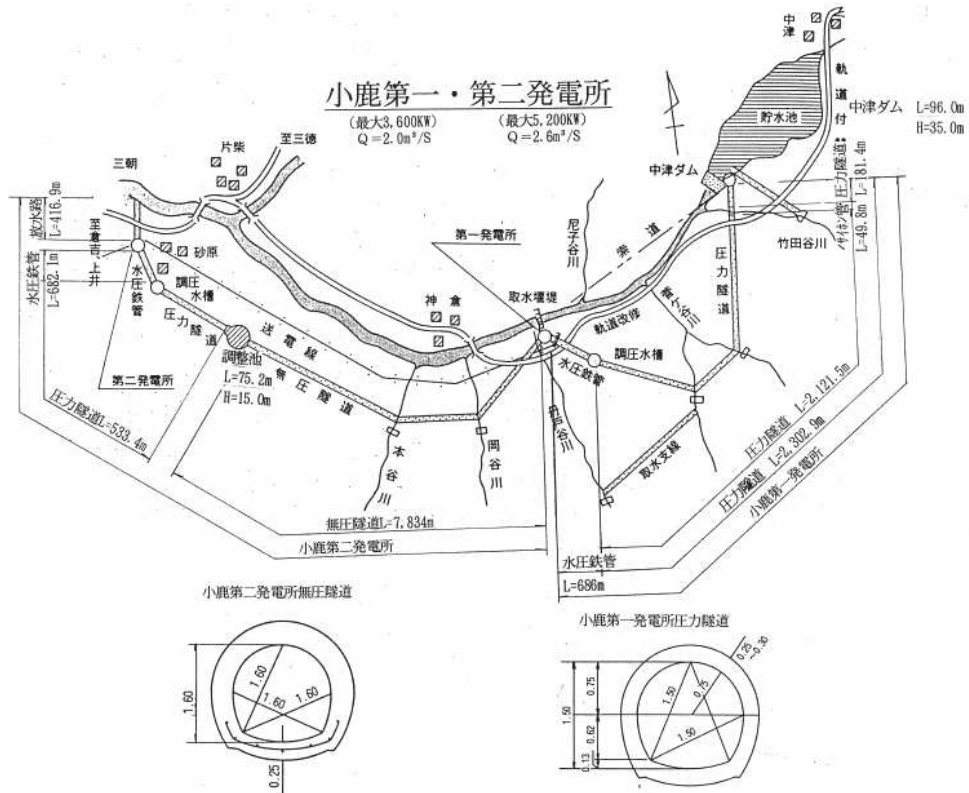 小鹿第一・第二発電所
(最大3,600KW)
Q=2.0m³/S
(最大5,200KW)
Q=2.6m³/S
中津
軌道付
貯水池
中津ダム
L=96.0m
H=35.0m
中津ダム
圧力隧道
L=181.4m
サイホン管
L=49.8m
竹田谷川
至三徳
片柴
三朝
放水路
L=416.9m
水圧鉄管
L=682.1m
至倉吉・上井
砂原
水圧鉄管
調圧水槽
圧力隧道
送電線
調整池
L=75.2m
H=15.0m
無圧隧道
第二発電所
第一発電所
神倉
取水堰堤
尼子谷川
索道
軌道改修
圧力隧道
水圧鉄管
調圧水槽
取水支線
本谷川
岡谷川
圧力隧道L=533.4m
無圧隧道L=7,834m
小鹿第二発電所
圧力隧道 L=2,121.5m
圧力隧道 L=2,302.9m
小鹿第一発電所
水圧鉄管
L=686m
小鹿第二発電所無圧隧道
1.60
1.60
1.60
1.60
0.25
小鹿第一発電所圧力隧道
0.25
~0.30
1.50
0.75
0.62
0.13
1.50
0.75
1.50